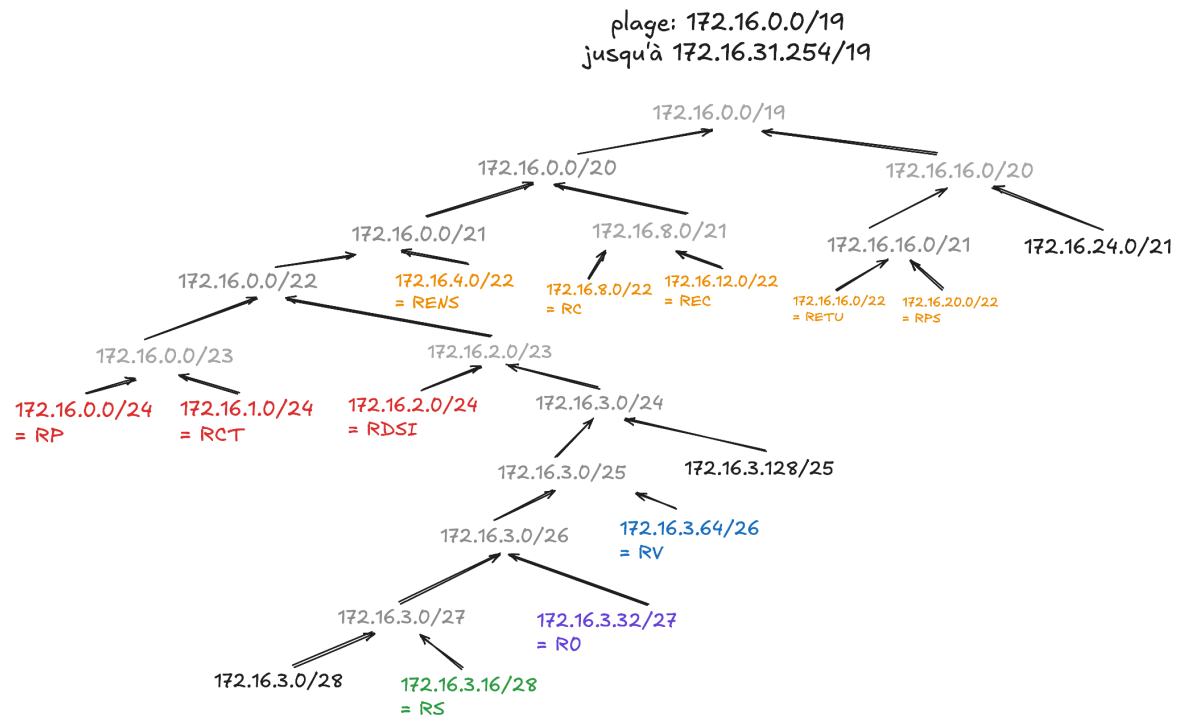 plage: 172.16.0.0/19
jusqu'à 172.16.31.254/19
172.16.0.0/19
172.16.0.0/20
172.16.16.0/20
172.16.0.0/21
172.16.8.0/21
172.16.16.0/21
172.16.24.0/21
172.16.0.0/22
172.16.4.0/22
= RENS
172.16.8.0/22
= RC
172.16.12.0/22
= REC
172.16.16.0/22
= RETU
172.16.20.0/22
= RPS
172.16.0.0/23
172.16.2.0/23
172.16.0.0/24
= RP
172.16.1.0/24
= RCT
172.16.2.0/24
= RDSI
172.16.3.0/24
172.16.3.0/25
172.16.3.128/25
172.16.3.0/26
172.16.3.64/26
= RV
172.16.3.0/27
172.16.3.32/27
= RO
172.16.3.0/28
172.16.3.16/28
= RS